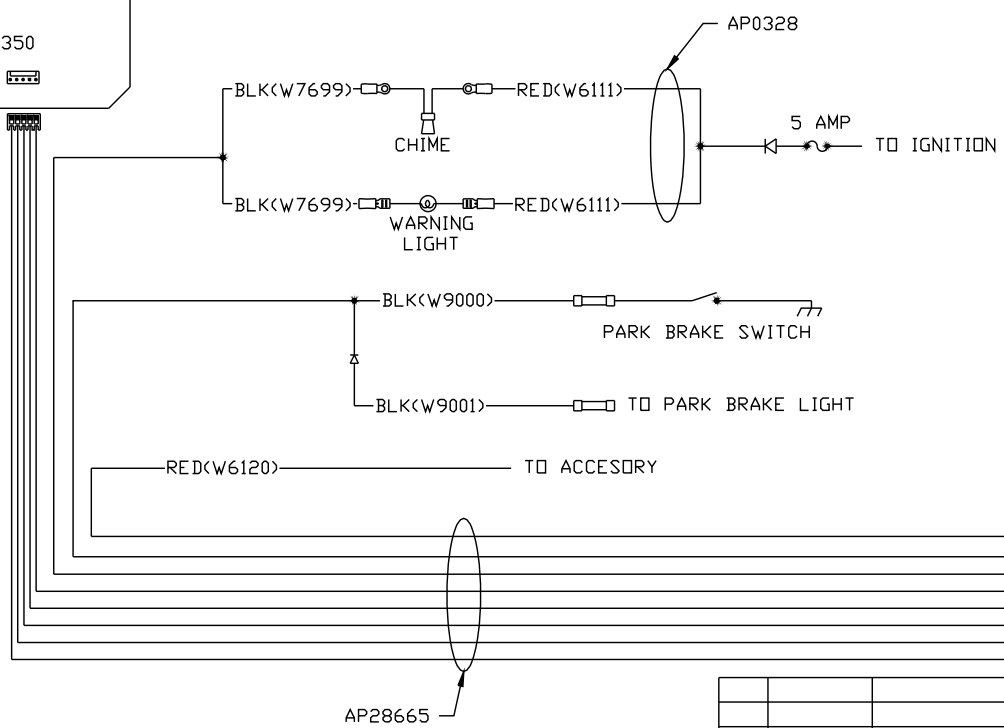 AP0328
350
BLK(W7699)
RED(W6111)
5 AMP
CHIME
TO IGNITION
BLK(W7699)
RED(W6111)
WARNING
LIGHT
BLK(W9000)
PARK BRAKE SWITCH
BLK(W9001)
TO PARK BRAKE LIGHT
RED(W6120)
TO ACCESORY
AP28665